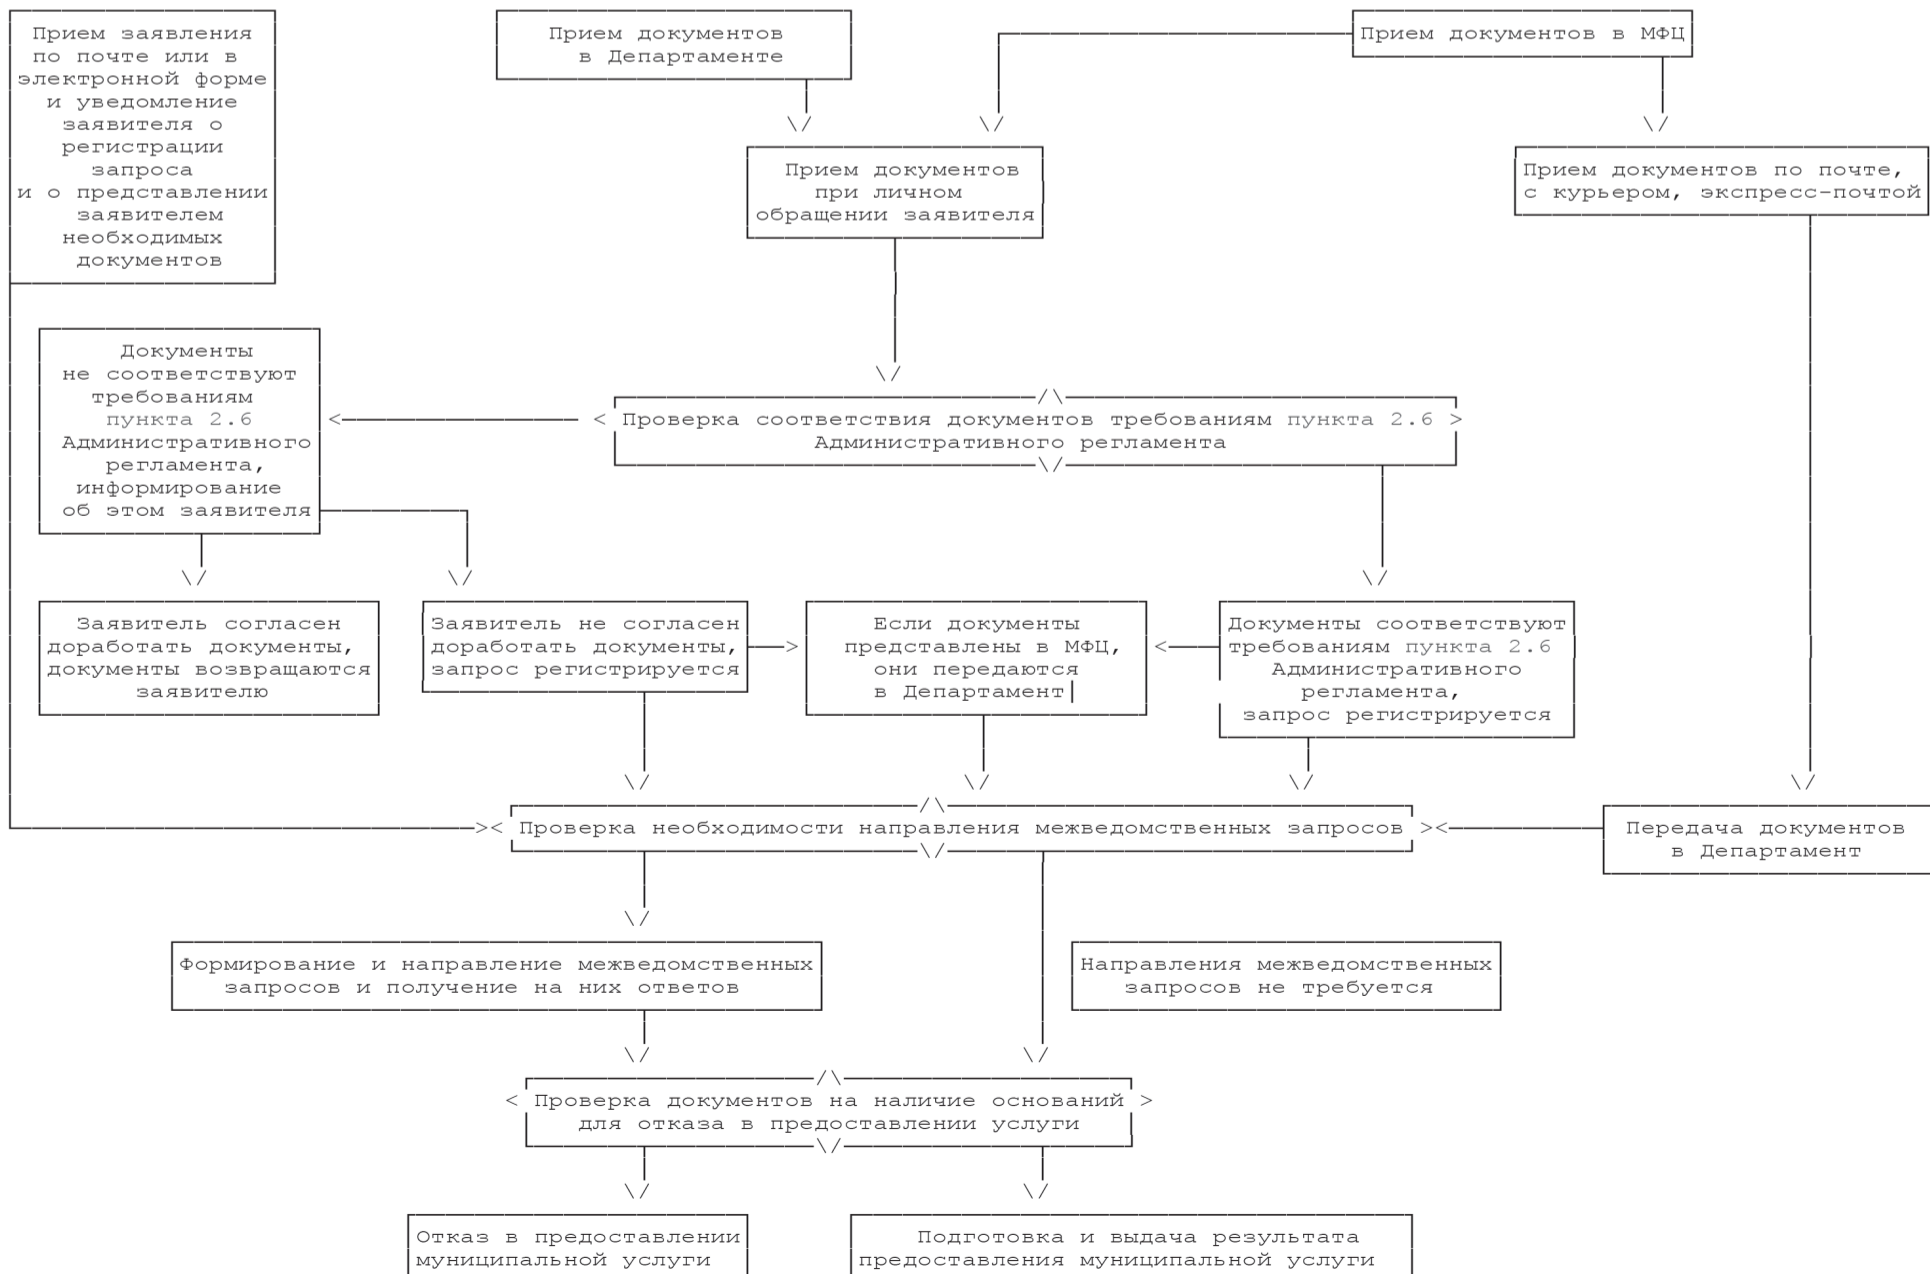 Прием заявления
по почте или в
электронной форме
и уведомление
заявителя о
регистрации
запроса
и о представлении
заявителем
необходимых
документов
Прием документов
в Департаменте
Прием документов в МФЦ
Прием документов
при личном
обращении заявителя
Прием документов по почте,
с курьером, экспресс-почтой
Документы
не соответствуют
требованиям
пункта 2.6
Административного
регламента,
информирование
об этом заявителя
Проверка соответствия документов требованиям пункта 2.6
Административного регламента
Заявитель согласен
доработать документы,
документы возвращаются
заявителю
Заявитель не согласен
доработать документы,
запрос регистрируется
Если документы
представлены в МФЦ,
они передаются
в Департамент
Документы соответствуют
требованиям пункта 2.6
Административного
регламента,
запрос регистрируется
Проверка необходимости направления межведомственных запросов
Передача документов
в Департамент
Формирование и направление межведомственных
запросов и получение на них ответов
Направления межведомственных
запросов не требуется
Проверка документов на наличие оснований
для отказа в предоставлении услуги
Отказ в предоставлении
муниципальной услуги
Подготовка и выдача результата
предоставления муниципальной услуги